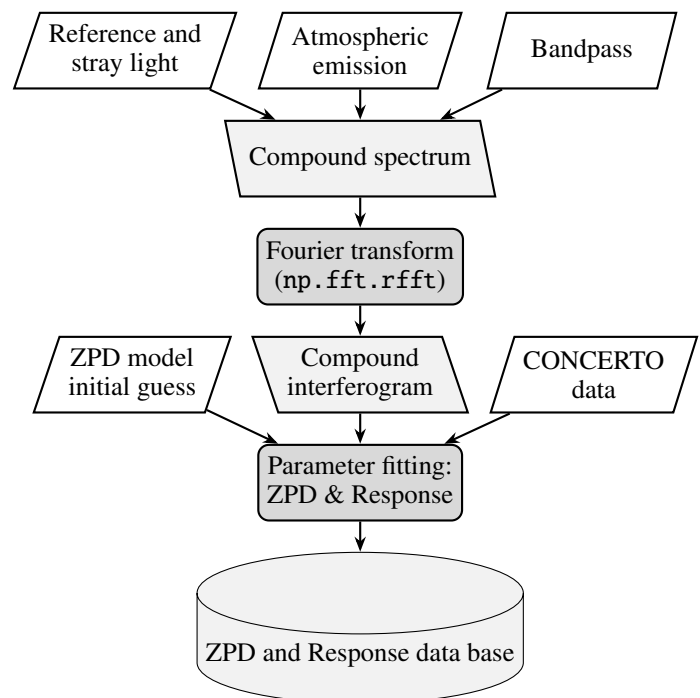 Reference and
stray light
Atmospheric
emission
Bandpass
Compound spectrum
Fourier transform
(np.fft.rfft)
ZPD model
initial guess
Compound
interferogram
CONCERTO
data
Parameter fitting:
ZPD & Response
ZPD and Response data base